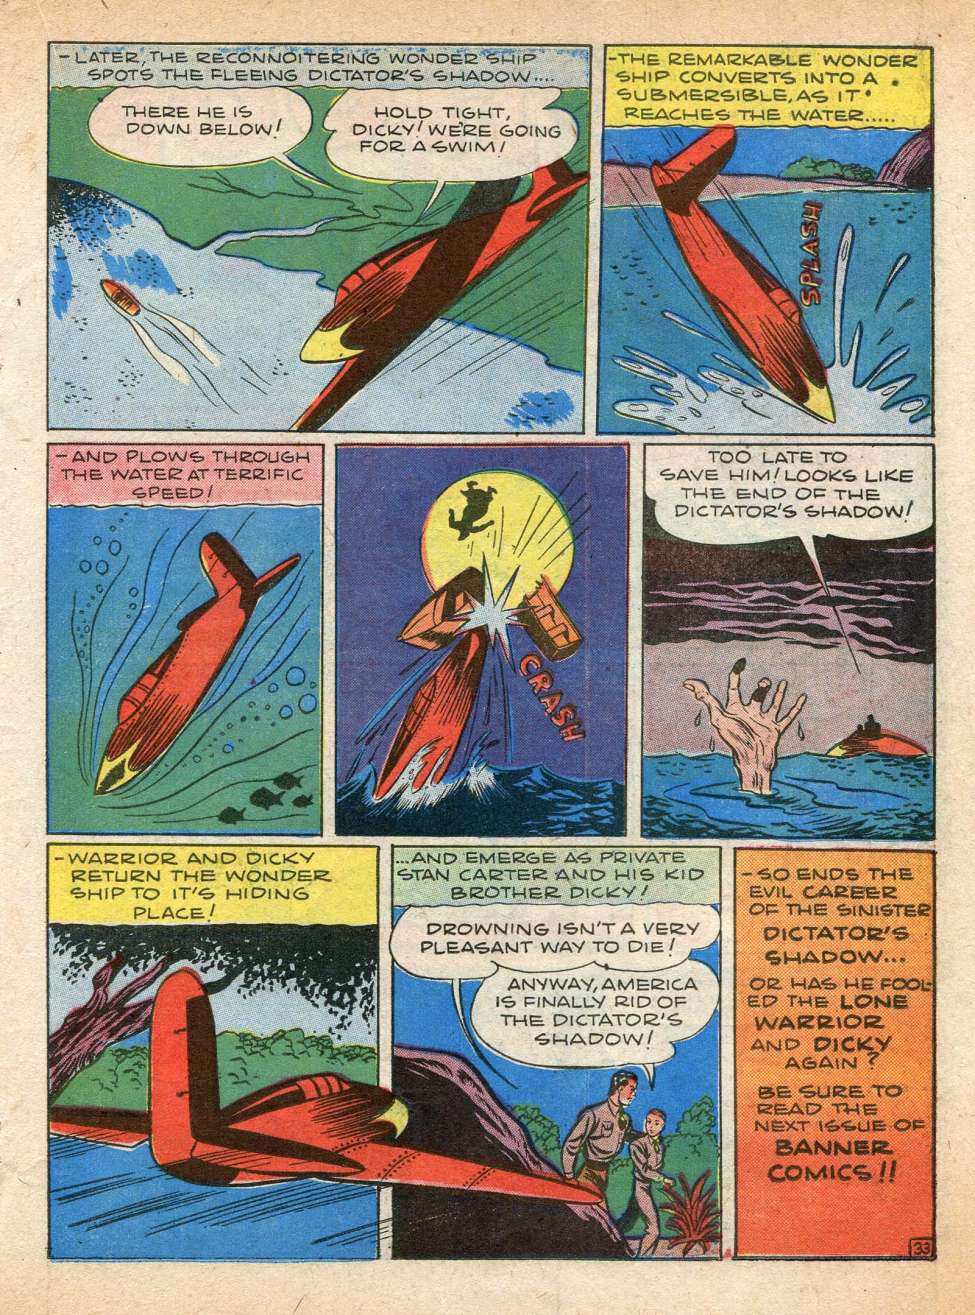 -LATER, THE RECONNOITERING WONDER SHIP
SPOTS THE FLEEING DICTATOR'S SHADOW....
THERE HE IS
DOWN BELOW!
HOLD TIGHT,
DICKY! WE'RE GOING
FOR A SWIM!
-THE REMARKABLE WONDER
SHIP CONVERTS INTO A
SUBMERSIBLE, AS IT
REACHES THE WATER.....
SPLASH
-AND PLOWS THROUGH
THE WATER AT TERRIFIC
SPEED!
CRASH
TOO LATE TO
SAVE HIM! LOOKS LIKE
THE END OF THE
DICTATOR'S SHADOW!
-WARRIOR AND DICKY
RETURN THE WONDER
SHIP TO IT'S HIDING
PLACE!
...AND EMERGE AS PRIVATE
STAN CARTER AND HIS KID
BROTHER DICKY!
DROWNING ISN'T A VERY
PLEASANT WAY TO DIE!
ANYWAY, AMERICA
IS FINALLY RID OF
THE DICTATOR'S
SHADOW!
-SO ENDS THE
EVIL CAREER
OF THE SINISTER
DICTATOR'S
SHADOW...
OR HAS HE FOOL-
ED THE LONE
WARRIOR
AND DICKY
AGAIN?
BE SURE TO
READ THE
NEXT ISSUE OF
BANNER
COMICS!!
33